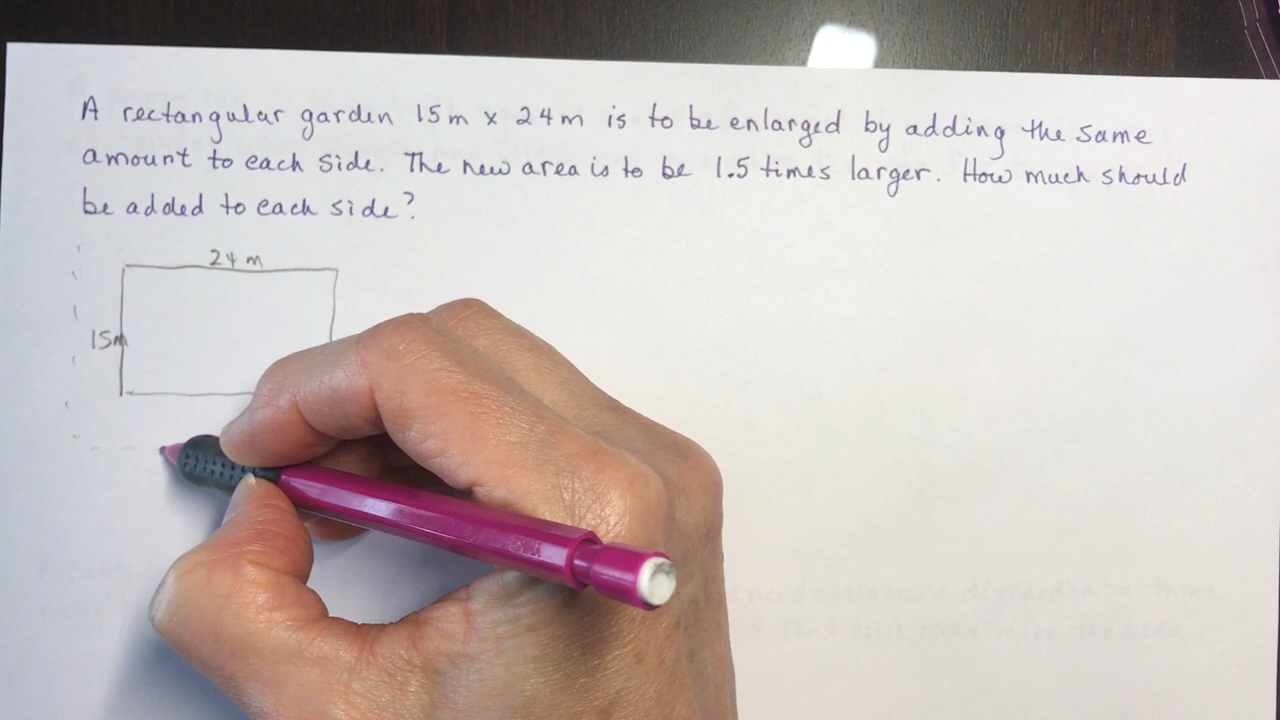 A rectangular garden 15m x 24m is to be enlarged by adding the same
amount to each side. The new area is to be 1.5 times larger. How much should
be added to each side?
24 m
15m